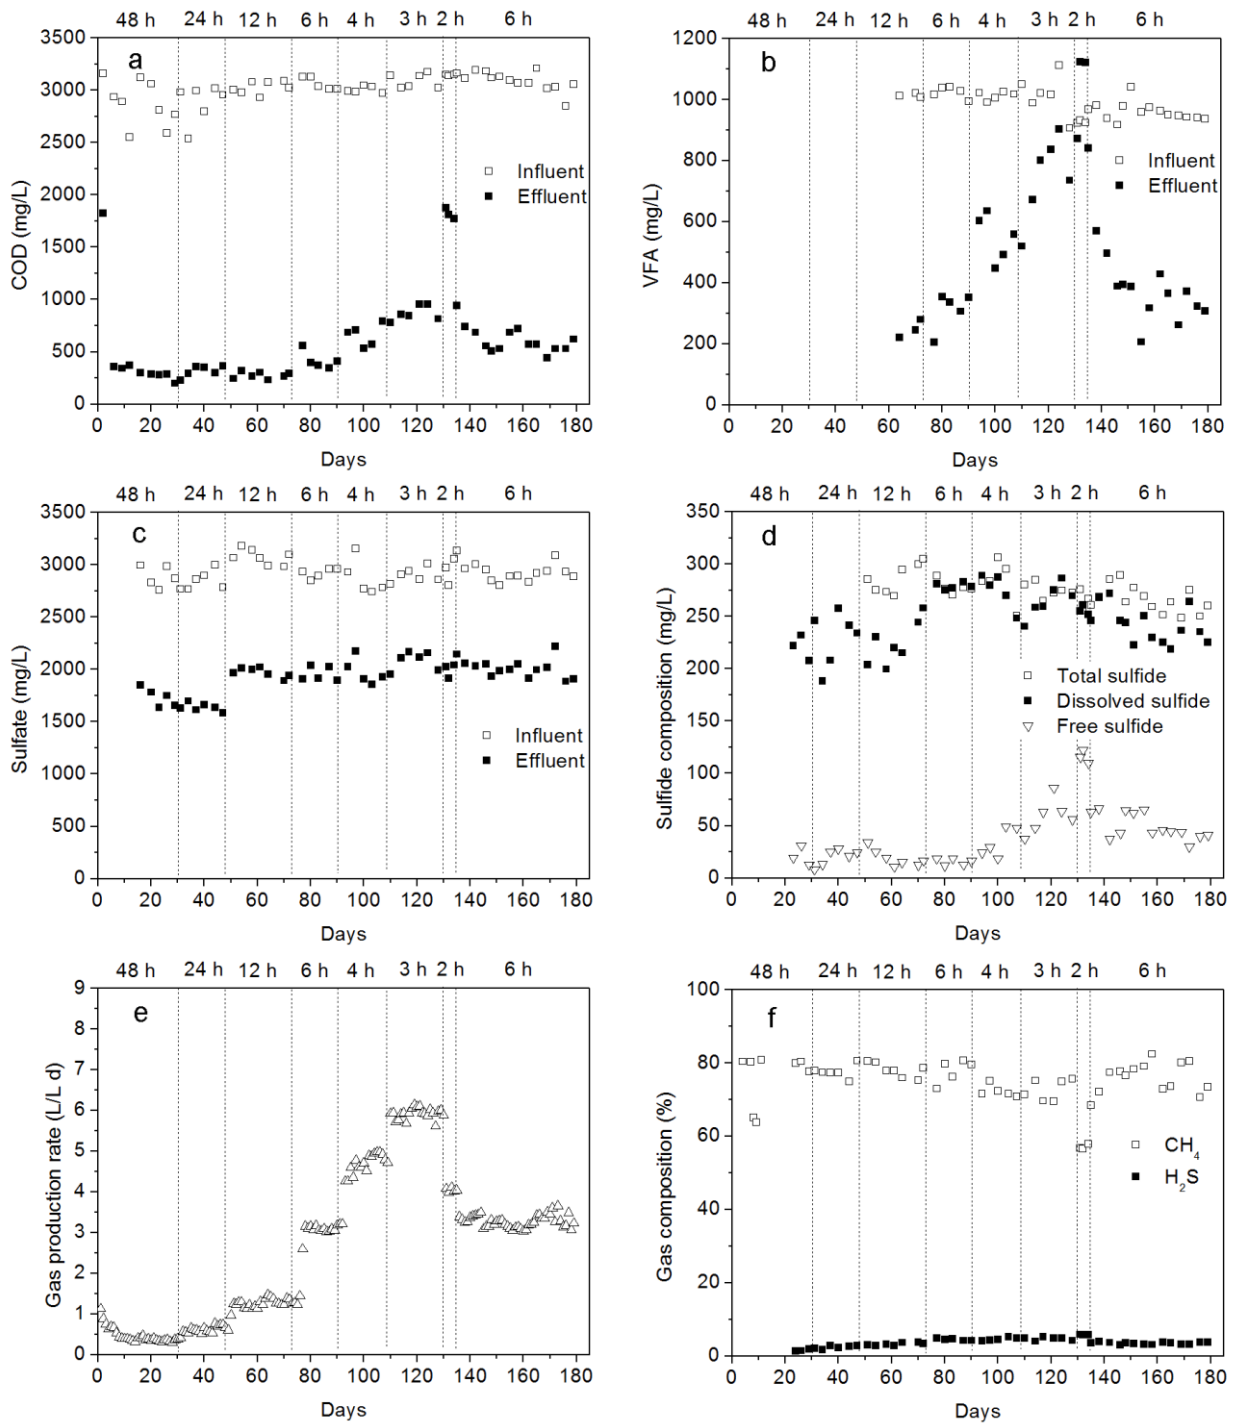 48 h 24 h 12 h 6 h 4 h 3 h 2 h 6 h
a
3500
3000
2500
2000
1500
1000
500
0
COD (mg/L)
Influent
Effluent
0 20 40 60 80 100 120 140 160 180
Days
48 h 24 h 12 h 6 h 4 h 3 h 2 h 6 h
b
1200
1000
800
600
400
200
0
VFA (mg/L)
Influent
Effluent
0 20 40 60 80 100 120 140 160 180
Days
48 h 24 h 12 h 6 h 4 h 3 h 2 h 6 h
c
3500
3000
2500
2000
1500
1000
500
0
Sulfate (mg/L)
Influent
Effluent
0 20 40 60 80 100 120 140 160 180
Days
48 h 24 h 12 h 6 h 4 h 3 h 2 h 6 h
d
350
300
250
200
150
100
50
0
Sulfide composition (mg/L)
Total sulfide
Dissolved sulfide
Free sulfide
0 20 40 60 80 100 120 140 160 180
Days
48 h 24 h 12 h 6 h 4 h 3 h 2 h 6 h
e
9
8
7
6
5
4
3
2
1
0
Gas production rate (L/L d)
0 20 40 60 80 100 120 140 160 180
Days
48 h 24 h 12 h 6 h 4 h 3 h 2 h 6 h
f
100
80
60
40
20
0
Gas composition (%)
CH₄
H₂S
0 20 40 60 80 100 120 140 160 180
Days